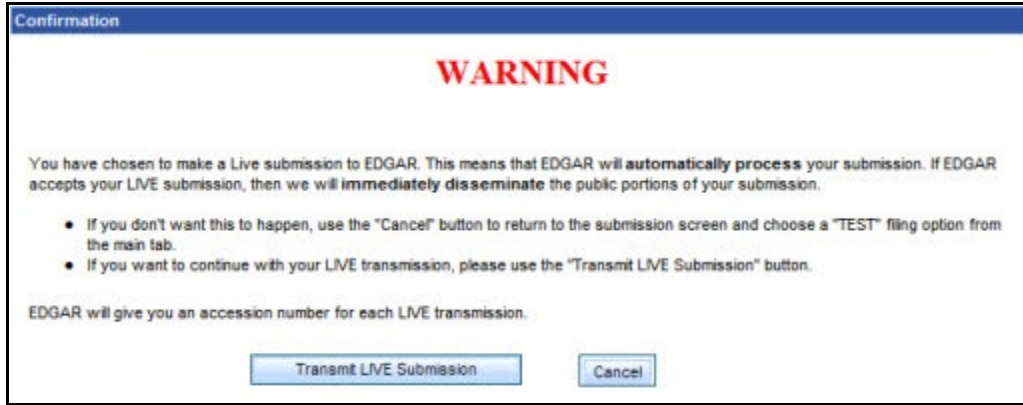 Confirmation
WARNING
You have chosen to make a Live submission to EDGAR. This means that EDGAR will automatically process your submission. If EDGAR
accepts your LIVE submission, then we will immediately disseminate the public portions of your submission.
• If you don't want this to happen, use the "Cancel" button to return to the submission screen and choose a "TEST" filing option from
the main tab.
• If you want to continue with your LIVE transmission, please use the "Transmit LIVE Submission" button.
EDGAR will give you an accession number for each LIVE transmission.
Transmit LIVE Submission Cancel